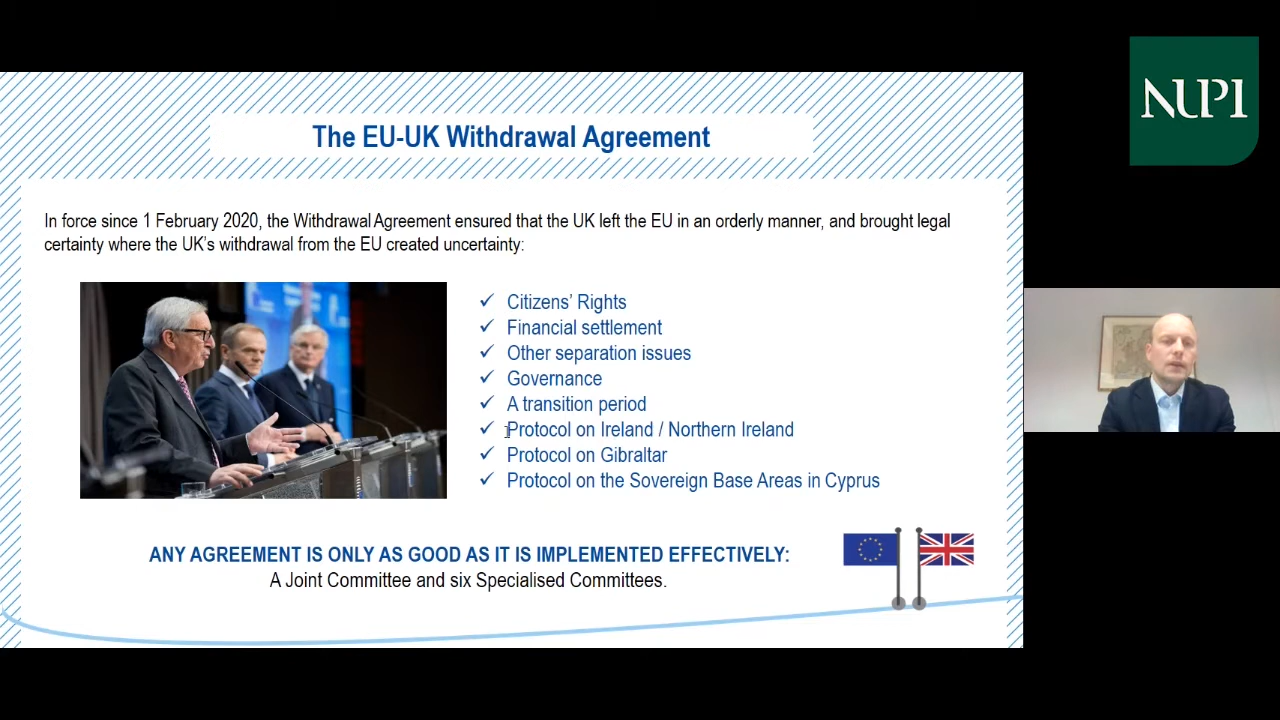 NUPI
The EU-UK Withdrawal Agreement
In force since 1 February 2020, the Withdrawal Agreement ensured that the UK left the EU in an orderly manner, and brought legal
certainty where the UK's withdrawal from the EU created uncertainty:
✓ Citizens' Rights
✓ Financial settlement
✓ Other separation issues
✓ Governance
✓ A transition period
✓ Protocol on Ireland / Northern Ireland
✓ Protocol on Gibraltar
✓ Protocol on the Sovereign Base Areas in Cyprus
ANY AGREEMENT IS ONLY AS GOOD AS IT IS IMPLEMENTED EFFECTIVELY:
A Joint Committee and six Specialised Committees.